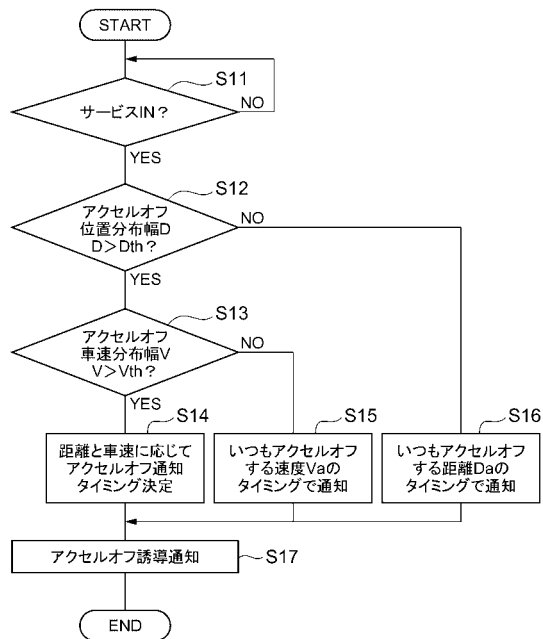 START
S11
サービスIN？
NO
YES
S12
アクセルオフ
位置分布幅D
D＞Dth？
NO
YES
S13
アクセルオフ
車速分布幅V
V＞Vth？
NO
YES
S14
距離と車速に応じて
アクセルオフ通知
タイミング決定
S15
いつもアクセルオフ
する速度Vaの
タイミングで通知
S16
いつもアクセルオフ
する距離Daの
タイミングで通知
アクセルオフ誘導通知
S17
END